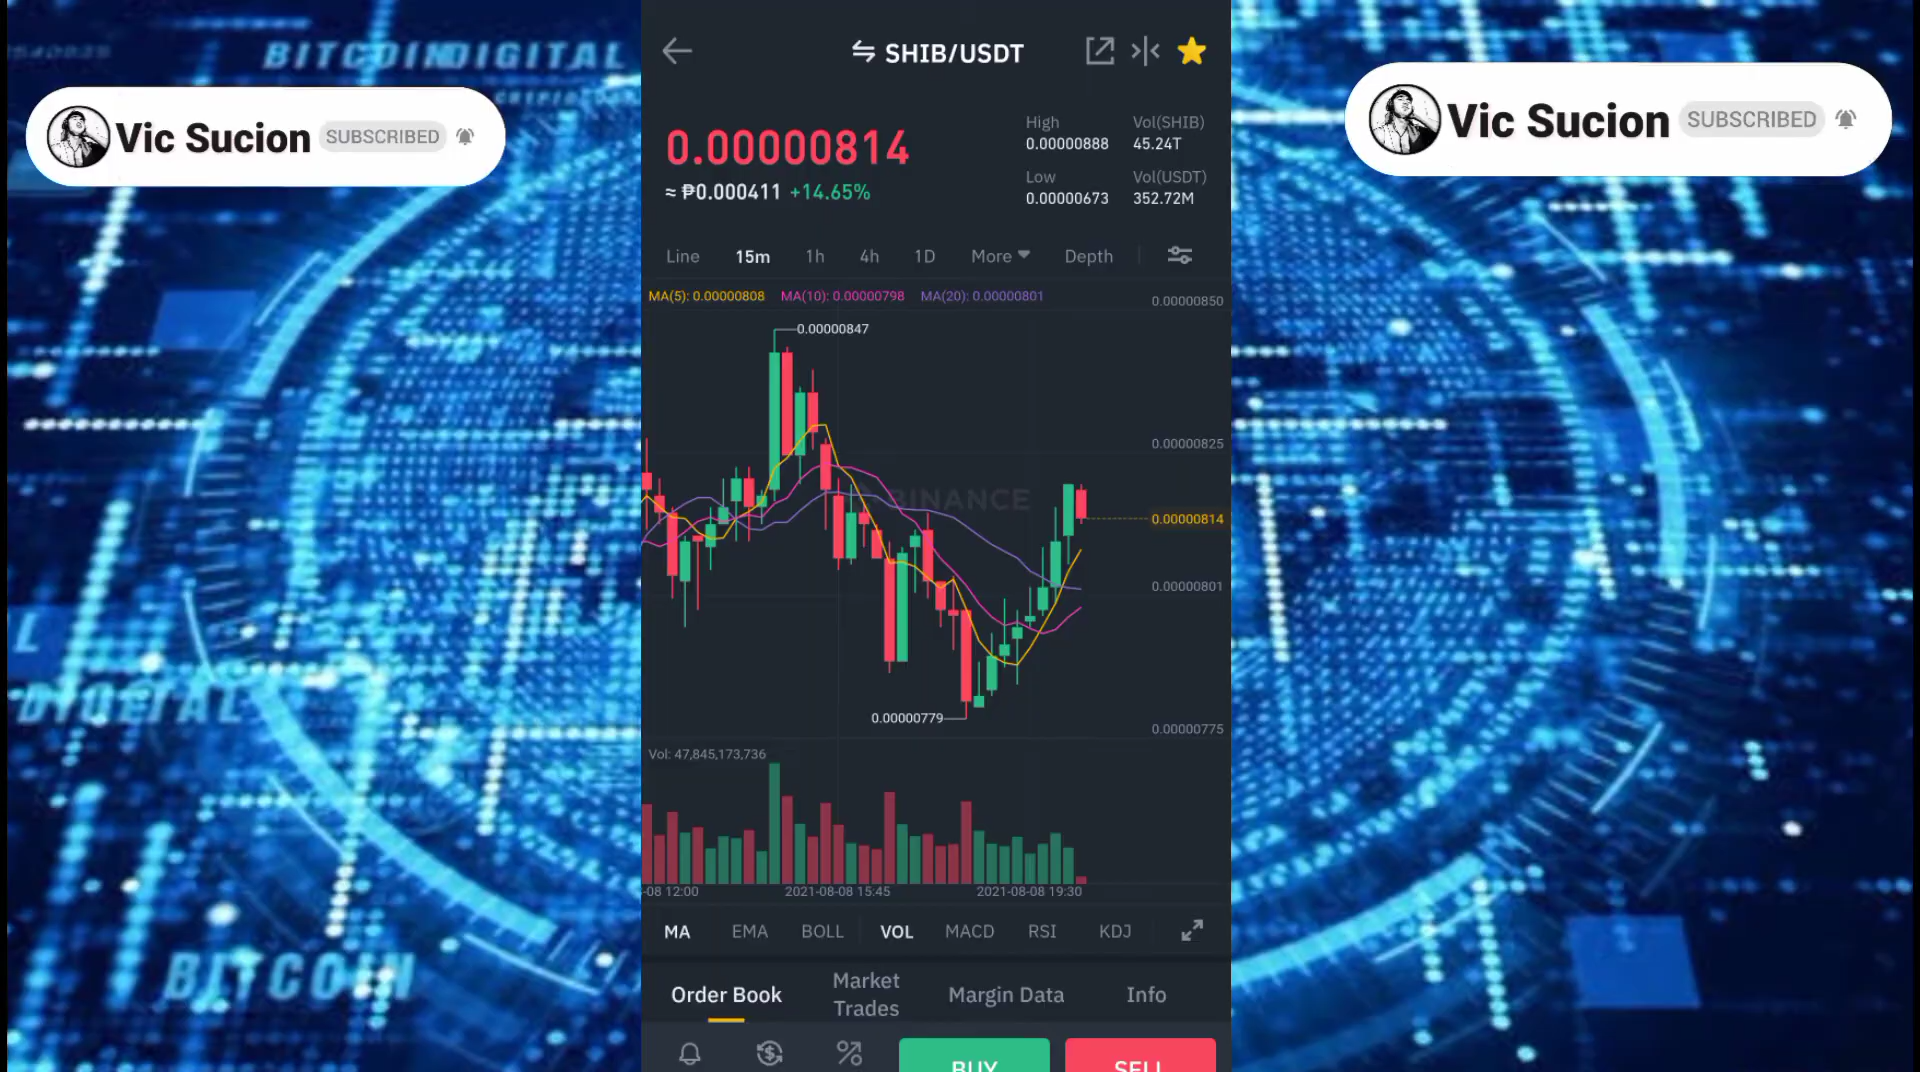 BITCOINDIGITAL
Vic Sucion SUBSCRIBED
Vic Sucion SUBSCRIBED
SHIB/USDT
0.00000814
≈ ₱0.000411 +14.65%
High
0.00000888
Vol(SHIB)
45.24T
Low
0.00000673
Vol(USDT)
352.72M
Line 15m 1h 4h 1D More Depth
MA(5): 0.00000808 MA(10): 0.00000798 MA(20): 0.00000801
0.00000850
0.00000847
0.00000825
BINANCE
0.00000814
0.00000801
0.00000779
0.00000775
Vol: 47,845,173,736
-08 12:00 2021-08-08 15:45 2021-08-08 19:30
MA EMA BOLL VOL MACD RSI KDJ
Order Book Market Trades Margin Data Info
BUY SELL
DIGITAL
BITCOIN